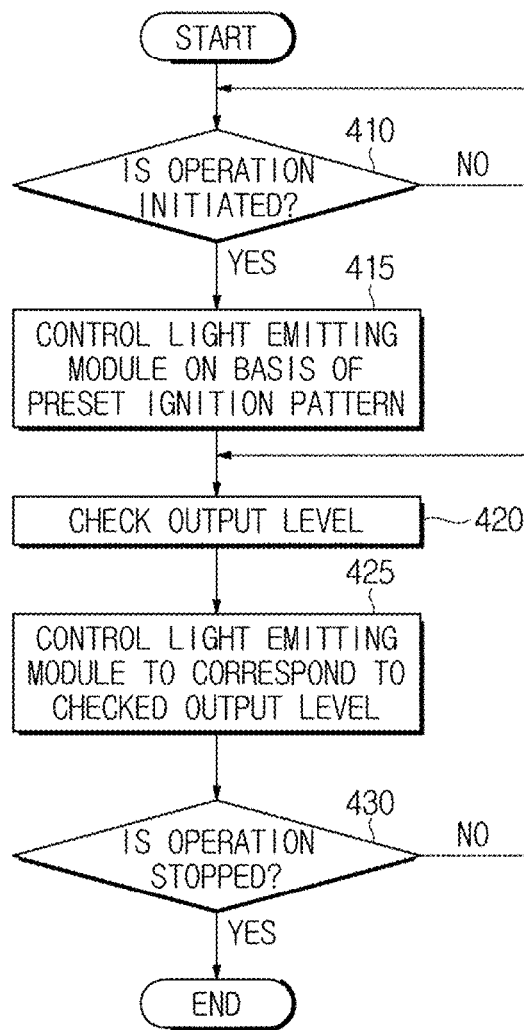 START
410
IS OPERATION
INITIATED?
NO
YES
415
CONTROL LIGHT EMITTING
MODULE ON BASIS OF
PRESET IGNITION PATTERN
CHECK OUTPUT LEVEL
420
425
CONTROL LIGHT EMITTING
MODULE TO CORRESPOND TO
CHECKED OUTPUT LEVEL
430
IS OPERATION
STOPPED?
NO
YES
END